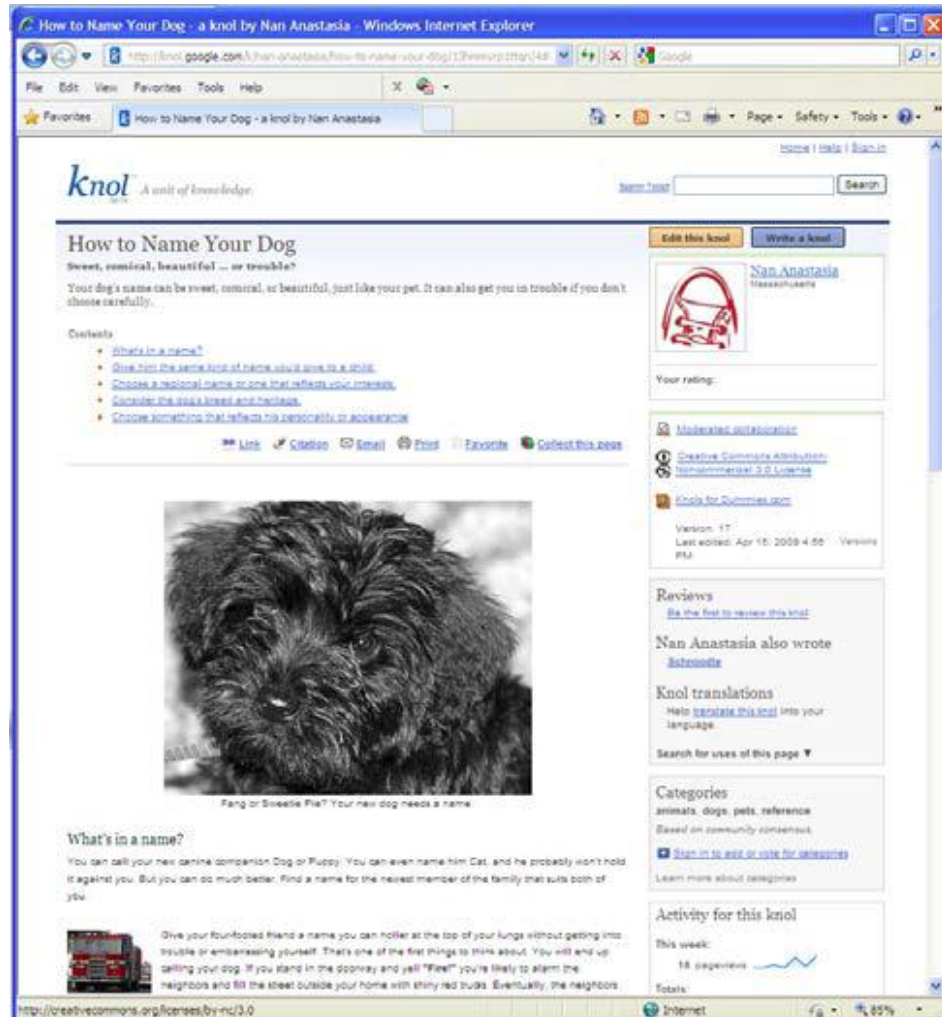 How to Name Your Dog - a knol by Nan Anastasia - Windows Internet Explorer
Google
File Edit View Favorites Tools Help
X
Favorites
How to Name Your Dog - a knol by Nan Anastasia
Page Safety Tools
Home | Help | Sign in
knol A unit of knowledge.
Search
How to Name Your Dog
Edit this knol Write a knol
Sweet, comical, beautiful ... or trouble?
Your dog's name can be sweet, comical, or beautiful, just like your pet. It can also get you in trouble if you don't
choose carefully.
Nan Anastasia
Massachusetts
Your rating:
Contents
What's in a name?
Give him the same kind of name you'd give to a child.
Choose a regional name or one that reflects your interests.
Consider the dog's breed and heritage.
Choose something that reflects his personality or appearance
Link Citation Email Print Favorite Collect this page
Moderated collaboration
Creative Commons Attribution-
Noncommercial 3.0 License
Knols for Dummies.com
Version: 17
Last edited: Apr 15, 2009 4:56 Versions
PM.
Reviews
Be the first to review this knol
Nan Anastasia also wrote
Schnoodle
Knol translations
Help translate this knol into your
language.
Search for uses of this page ▼
Fang or Sweetie Pie? Your new dog needs a name
Categories
animals, dogs, pets, reference
Based on community consensus.
Sign in to add or vote for categories
Learn more about categories
What's in a name?
You can call your new canine companion Dog or Puppy. You can even name him Cat, and he probably won't hold
it against you. But you can do much better. Find a name for the newest member of the family that suits both of
you.
Give your four-footed friend a name you can holler at the top of your lungs without getting into
trouble or embarrassing yourself. That's one of the first things to think about. You will end up
calling your dog. If you stand in the doorway and yell "Fire!" you're likely to alarm the
neighbors and fill the street outside your home with shiny red trucks. Eventually, the neighbors
Activity for this knol
This week:
pageviews
Totals:
http://creativecommons.org/licenses/by-nc/3.0
Internet
85%